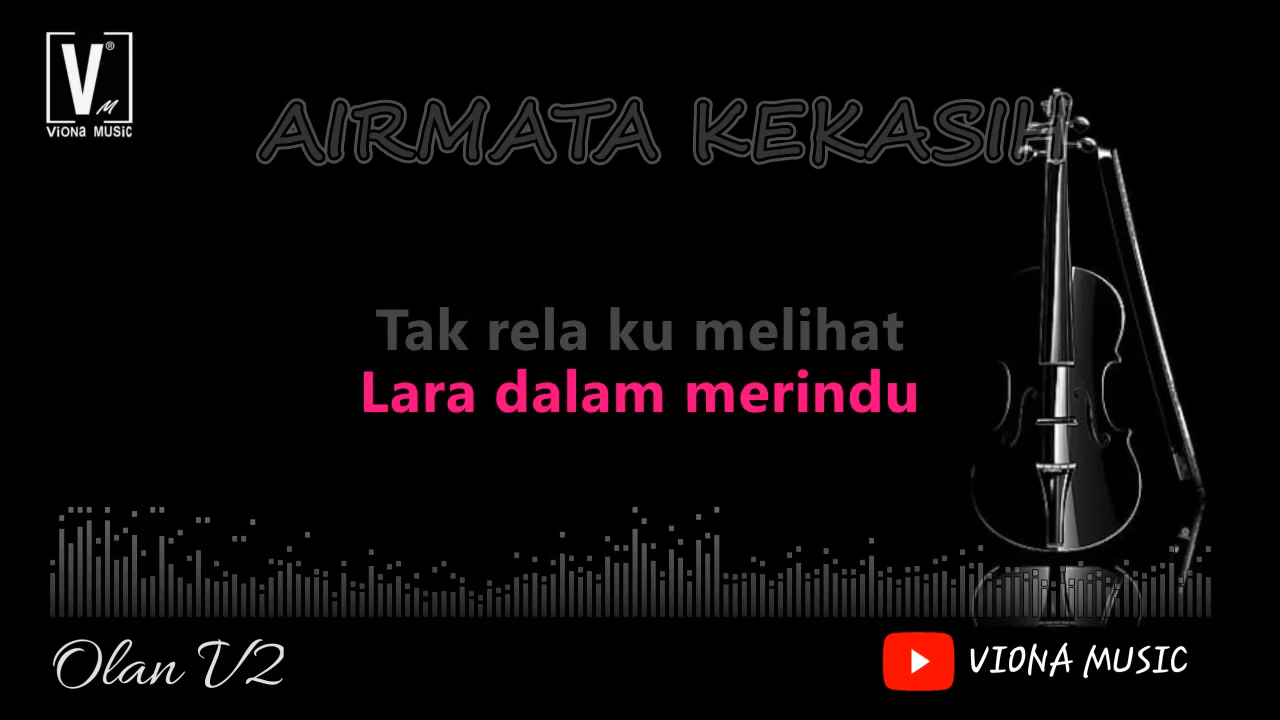 V®
M
ViONa MUSiC
AIRMATA KEKASIH
Tak rela ku melihat
Lara dalam merindu
Olan V2
VIONA MUSIC